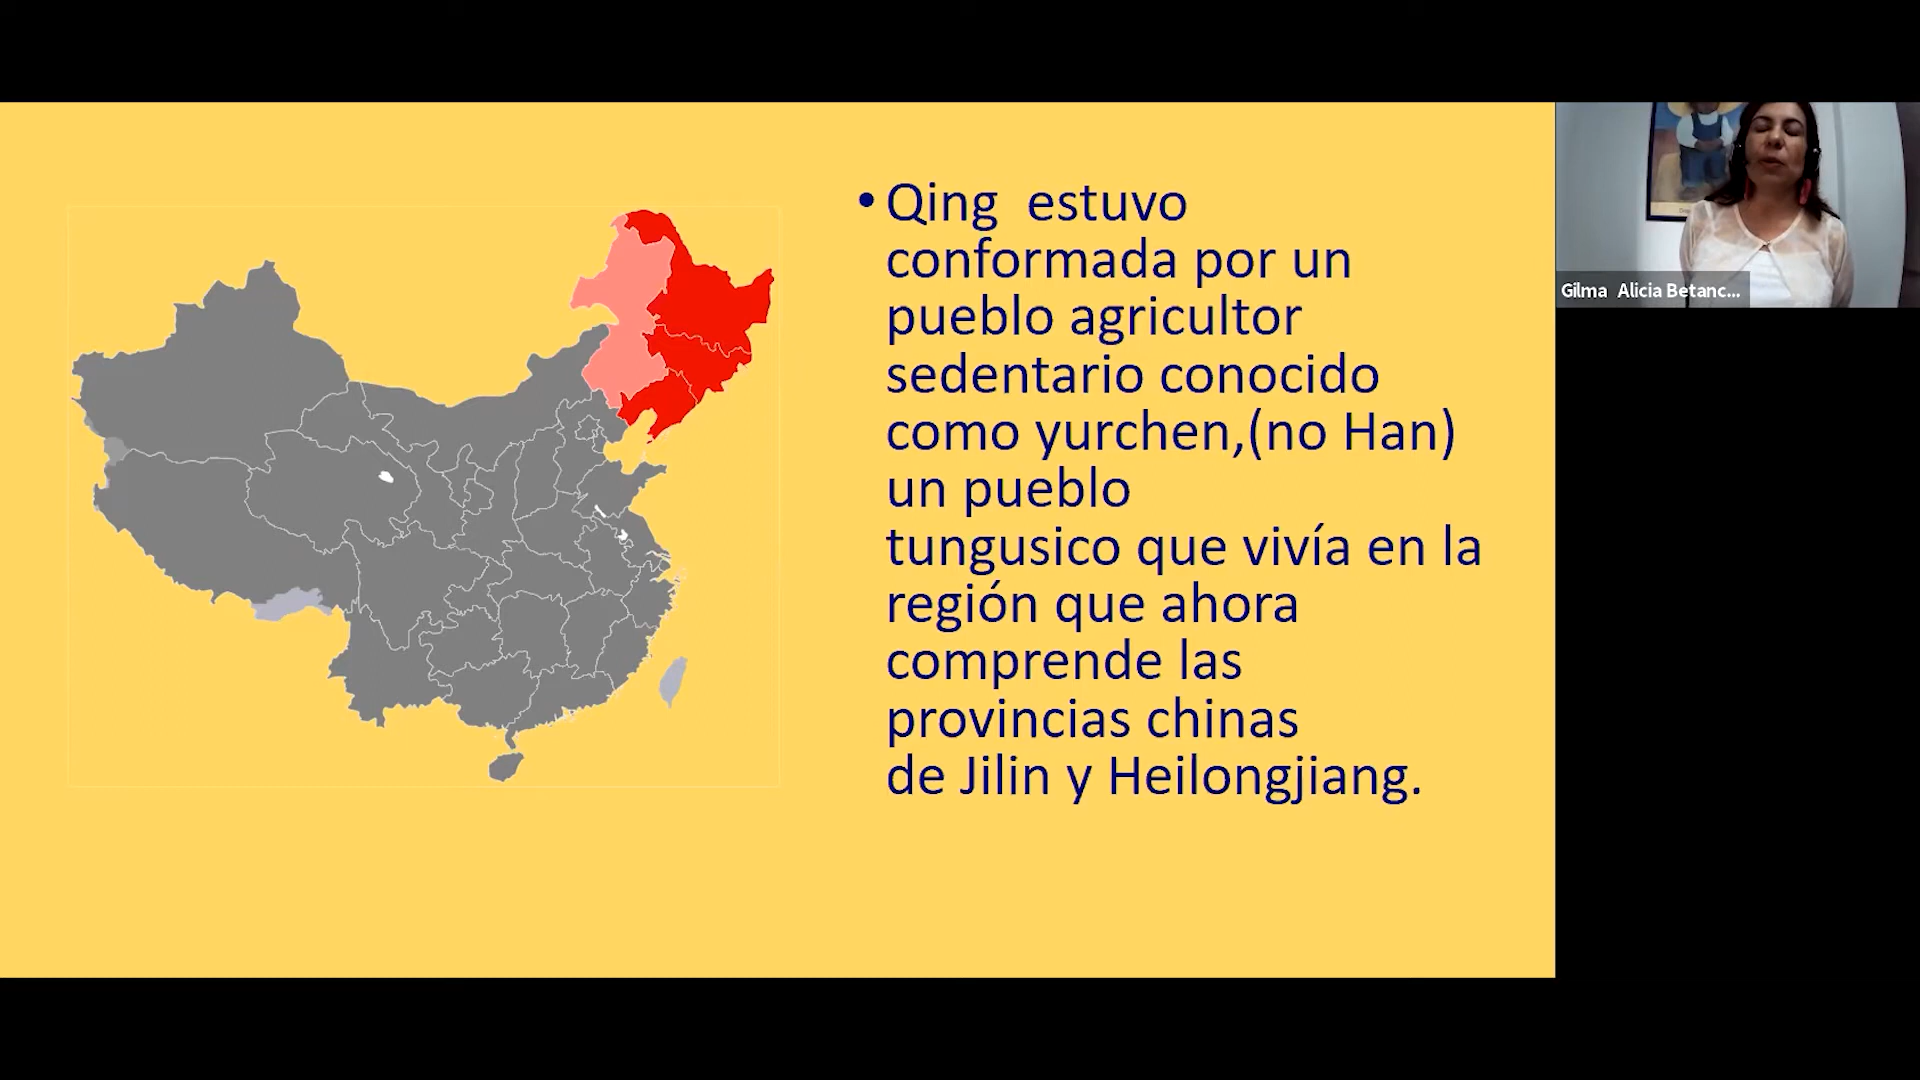 • Qing estuvo
conformada por un
pueblo agricultor
sedentario conocido
como yurchen,(no Han)
un pueblo
tungusico que vivía en la
región que ahora
comprende las
provincias chinas
de Jilin y Heilongjiang.
Gilma Alicia Betanc...